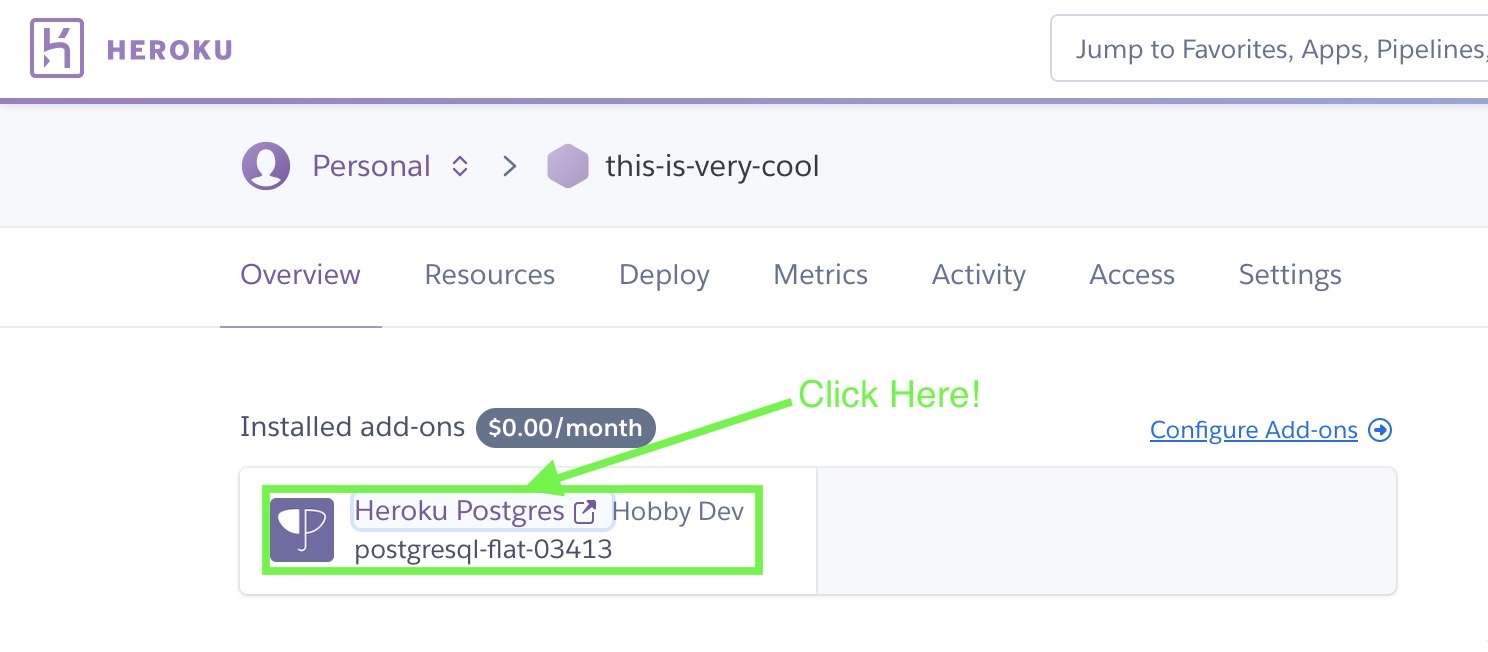 HEROKU
Jump to Favorites, Apps, Pipelines,
Personal > this-is-very-cool
Overview Resources Deploy Metrics Activity Access Settings
Click Here!
Installed add-ons $0.00/month Configure Add-ons
Heroku Postgres Hobby Dev
postgresql-flat-03413